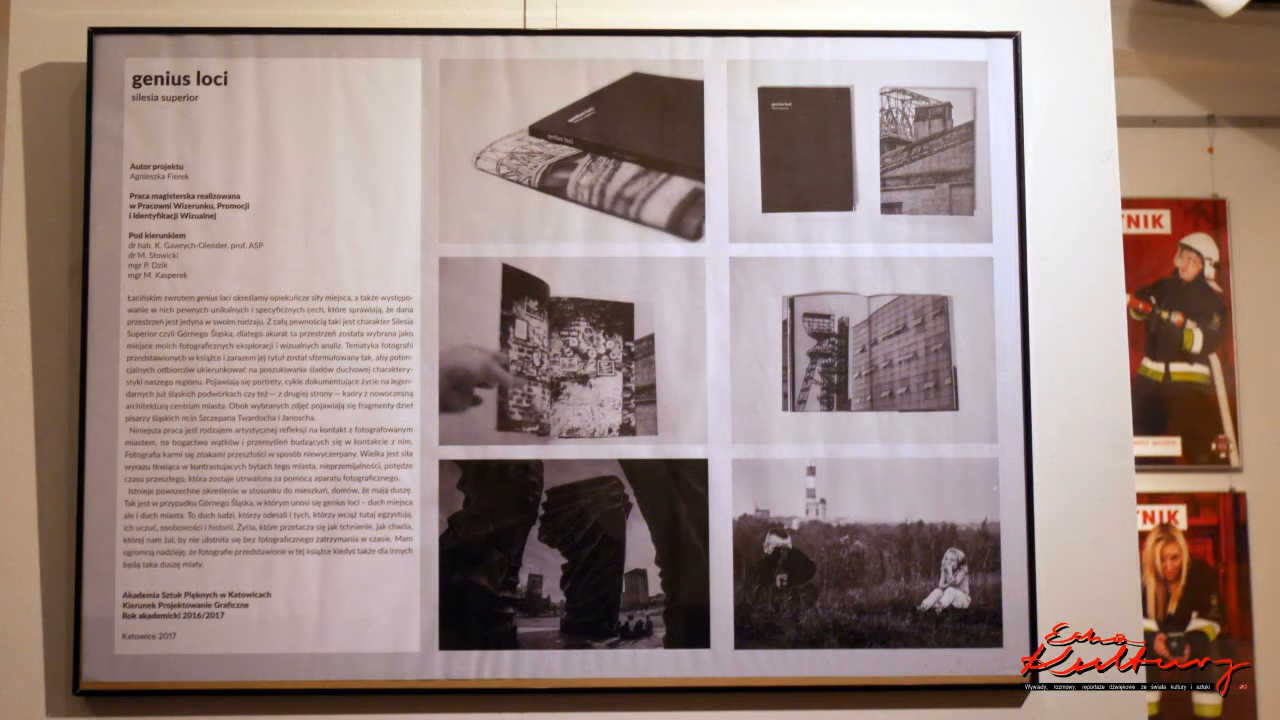 genius loci
silesia superior
Autor projektu
Agnieszka Fierek
Praca magisterska realizowana
w Pracowni Wizerunku, Promocji
i Identyfikacji Wizualnej
Pod kierunkiem
dr hab. K. Gawrych-Olender, prof. ASP
dr M. Słowicki
mgr P. Dzik
mgr M. Kasperek
Łacińskim zwrotem genius loci określamy opiekuńcze siły miejsca, a także występo-
wanie w nich pewnych unikalnych i specyficznych cech, które sprawiają, że dana
przestrzeń jest jedyna w swoim rodzaju. Z całą pewnością taki jest charakter Silesia
Superior czyli Górnego Śląska, dlatego akurat ta przestrzeń została wybrana jako
miejsce moich fotograficznych eksploracji i wizualnych analiz. Tematyka fotografii
przedstawionych w książce i zarazem jej tytuł został sformułowany tak, aby poten-
cjalnych odbiorców ukierunkować na poszukiwania śladów duchowej charaktery-
styki naszego regionu. Pojawiają się portrety, cykle dokumentujące życie na legen-
darnych już śląskich podwórkach czy też — z drugiej strony — kadry z nowoczesną
architekturą centrum miasta. Obok wybranych zdjęć pojawiają się fragmenty dzieł
pisarzy śląskich m.in Szczepana Twardocha i Janoscha.
Niniejsza praca jest rodzajem artystycznej refleksji na kontakt z fotografowanym
miastem, na bogactwo wątków i przemyśleń budzących się w kontakcie z nim.
Fotografia karmi się znakami przeszłości w sposób niewyczerpany. Wielka jest siła
wyrazu tkwiąca w kontrastujących bytach tego miasta, nieprzemijalności, potędze
czasu przeszłego, która zostaje utrwalona za pomocą aparatu fotograficznego.
Istnieje powszechne określenie w stosunku do mieszkań, domów, że mają duszę.
Tak jest w przypadku Górnego Śląska, w którym unosi się genius loci – duch miejsca
ale i duch miasta. To duch ludzi, którzy odeszli i tych, którzy wciąż tutaj egzystują,
ich uczuć, osobowości i historii. Życia, które przetacza się jak tchnienie, jak chwila,
której nam żal, by nie ulotniła się bez fotograficznego zatrzymania w czasie. Mam
ogromną nadzieję, że fotografie przedstawione w tej książce kiedyś także dla innych
będą taka duszę miały.
Akademia Sztuk Pięknych w Katowicach
Kierunek Projektowanie Graficzne
Rok akademicki 2016/2017
Katowice 2017
genius loci
genius loci
YNIK
YNIK
Echo
Kultury
Wywiady, rozmowy, reportaże dźwiękowe ze świata kultury i sztuki